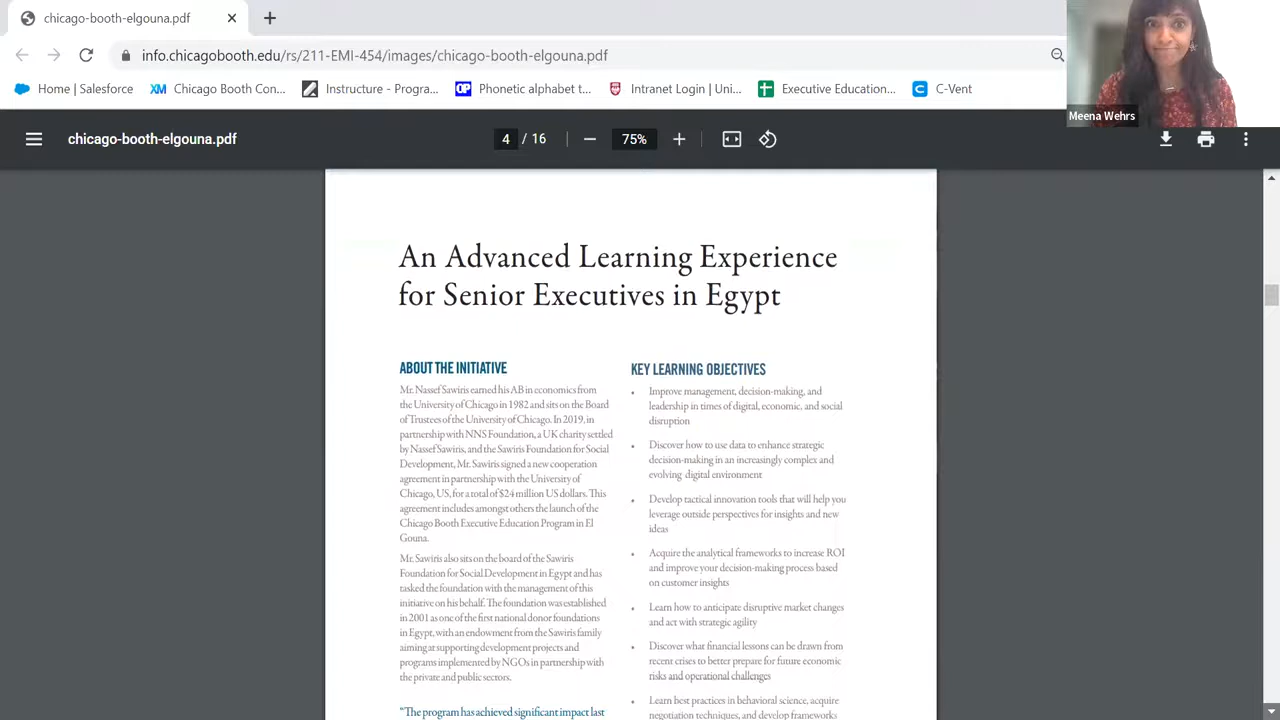 chicago-booth-elgouna.pdf
info.chicagobooth.edu/rs/211-EMI-454/images/chicago-booth-elgouna.pdf
Home | Salesforce
XM Chicago Booth Con...
Instructure - Progra...
OP Phonetic alphabet t...
Intranet Login | Uni...
Executive Education...
C-Vent
Meena Wehrs
chicago-booth-elgouna.pdf
4 / 16
75%
An Advanced Learning Experience
for Senior Executives in Egypt
ABOUT THE INITIATIVE
Mr. Nassef Sawiris earned his AB in economics from
the University of Chicago in 1982 and sits on the Board
of Trustees of the University of Chicago. In 2019, in
partnership with NNS Foundation, a UK charity settled
by Nassef Sawiris, and the Sawiris Foundation for Social
Development, Mr. Sawiris signed a new cooperation
agreement in partnership with the University of
Chicago, US, for a total of $24 million US dollars. This
agreement includes amongst others the launch of the
Chicago Booth Executive Education Program in El
Gouna.
Mr. Sawiris also sits on the board of the Sawiris
Foundation for Social Development in Egypt and has
tasked the foundation with the management of this
initiative on his behalf. The foundation was established
in 2001 as one of the first national donor foundations
in Egypt, with an endowment from the Sawiris family
aiming at supporting development projects and
programs implemented by NGOs in partnership with
the private and public sectors.
"The program has achieved significant impact last
KEY LEARNING OBJECTIVES
• Improve management, decision-making, and
leadership in times of digital, economic, and social
disruption
• Discover how to use data to enhance strategic
decision-making in an increasingly complex and
evolving digital environment
• Develop tactical innovation tools that will help you
leverage outside perspectives for insights and new
ideas
• Acquire the analytical frameworks to increase ROI
and improve your decision-making process based
on customer insights
• Learn how to anticipate disruptive market changes
and act with strategic agility
• Discover what financial lessons can be drawn from
recent crises to better prepare for future economic
risks and operational challenges
• Learn best practices in behavioral science, acquire
negotiation techniques, and develop frameworks